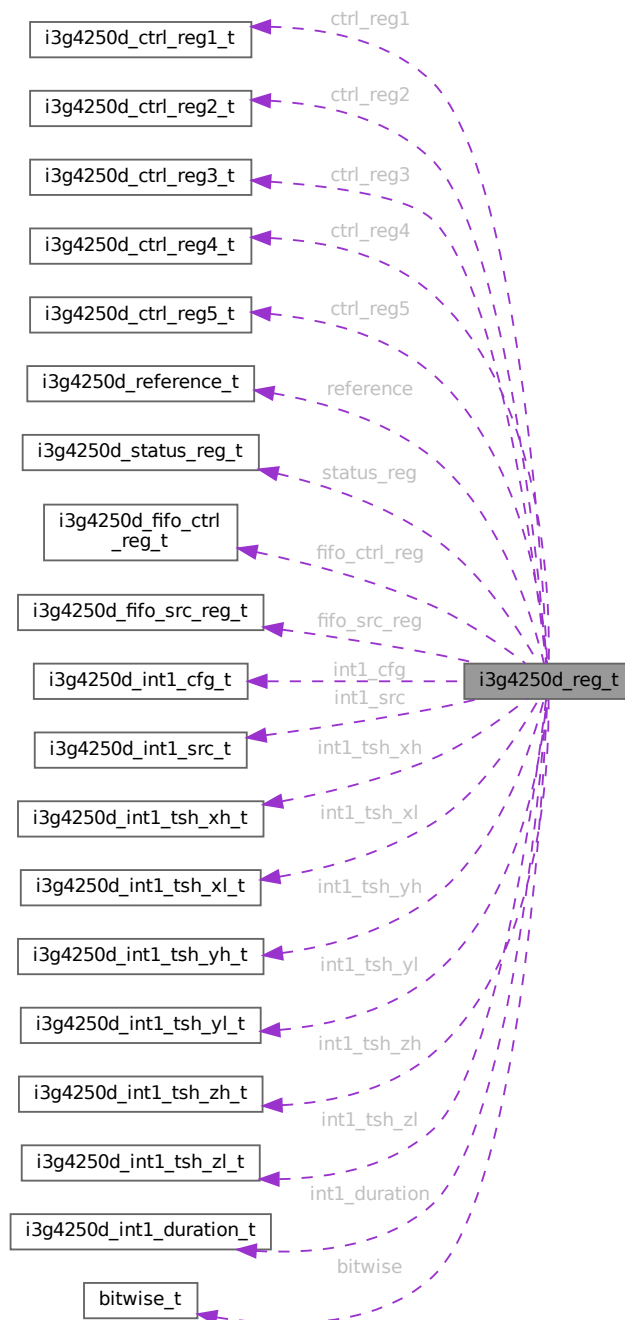 ctrl_reg1
i3g4250d_ctrl_reg1_t
ctrl_reg2
i3g4250d_ctrl_reg2_t
ctrl_reg3
i3g4250d_ctrl_reg3_t
ctrl_reg4
i3g4250d_ctrl_reg4_t
ctrl_reg5
i3g4250d_ctrl_reg5_t
reference
i3g4250d_reference_t
i3g4250d_status_reg_t
status_reg
i3g4250d_fifo_ctrl
_reg_t
fifo_ctrl_reg
i3g4250d_fifo_src_reg_t
fifo_src_reg
int1_cfg
i3g4250d_int1_cfg_t
i3g4250d_reg_t
int1_src
i3g4250d_int1_src_t
int1_tsh_xh
i3g4250d_int1_tsh_xh_t
int1_tsh_xl
i3g4250d_int1_tsh_xl_t
int1_tsh_yh
i3g4250d_int1_tsh_yh_t
int1_tsh_yl
i3g4250d_int1_tsh_yl_t
int1_tsh_zh
i3g4250d_int1_tsh_zh_t
int1_tsh_zl
i3g4250d_int1_tsh_zl_t
int1_duration
i3g4250d_int1_duration_t
bitwise
bitwise_t